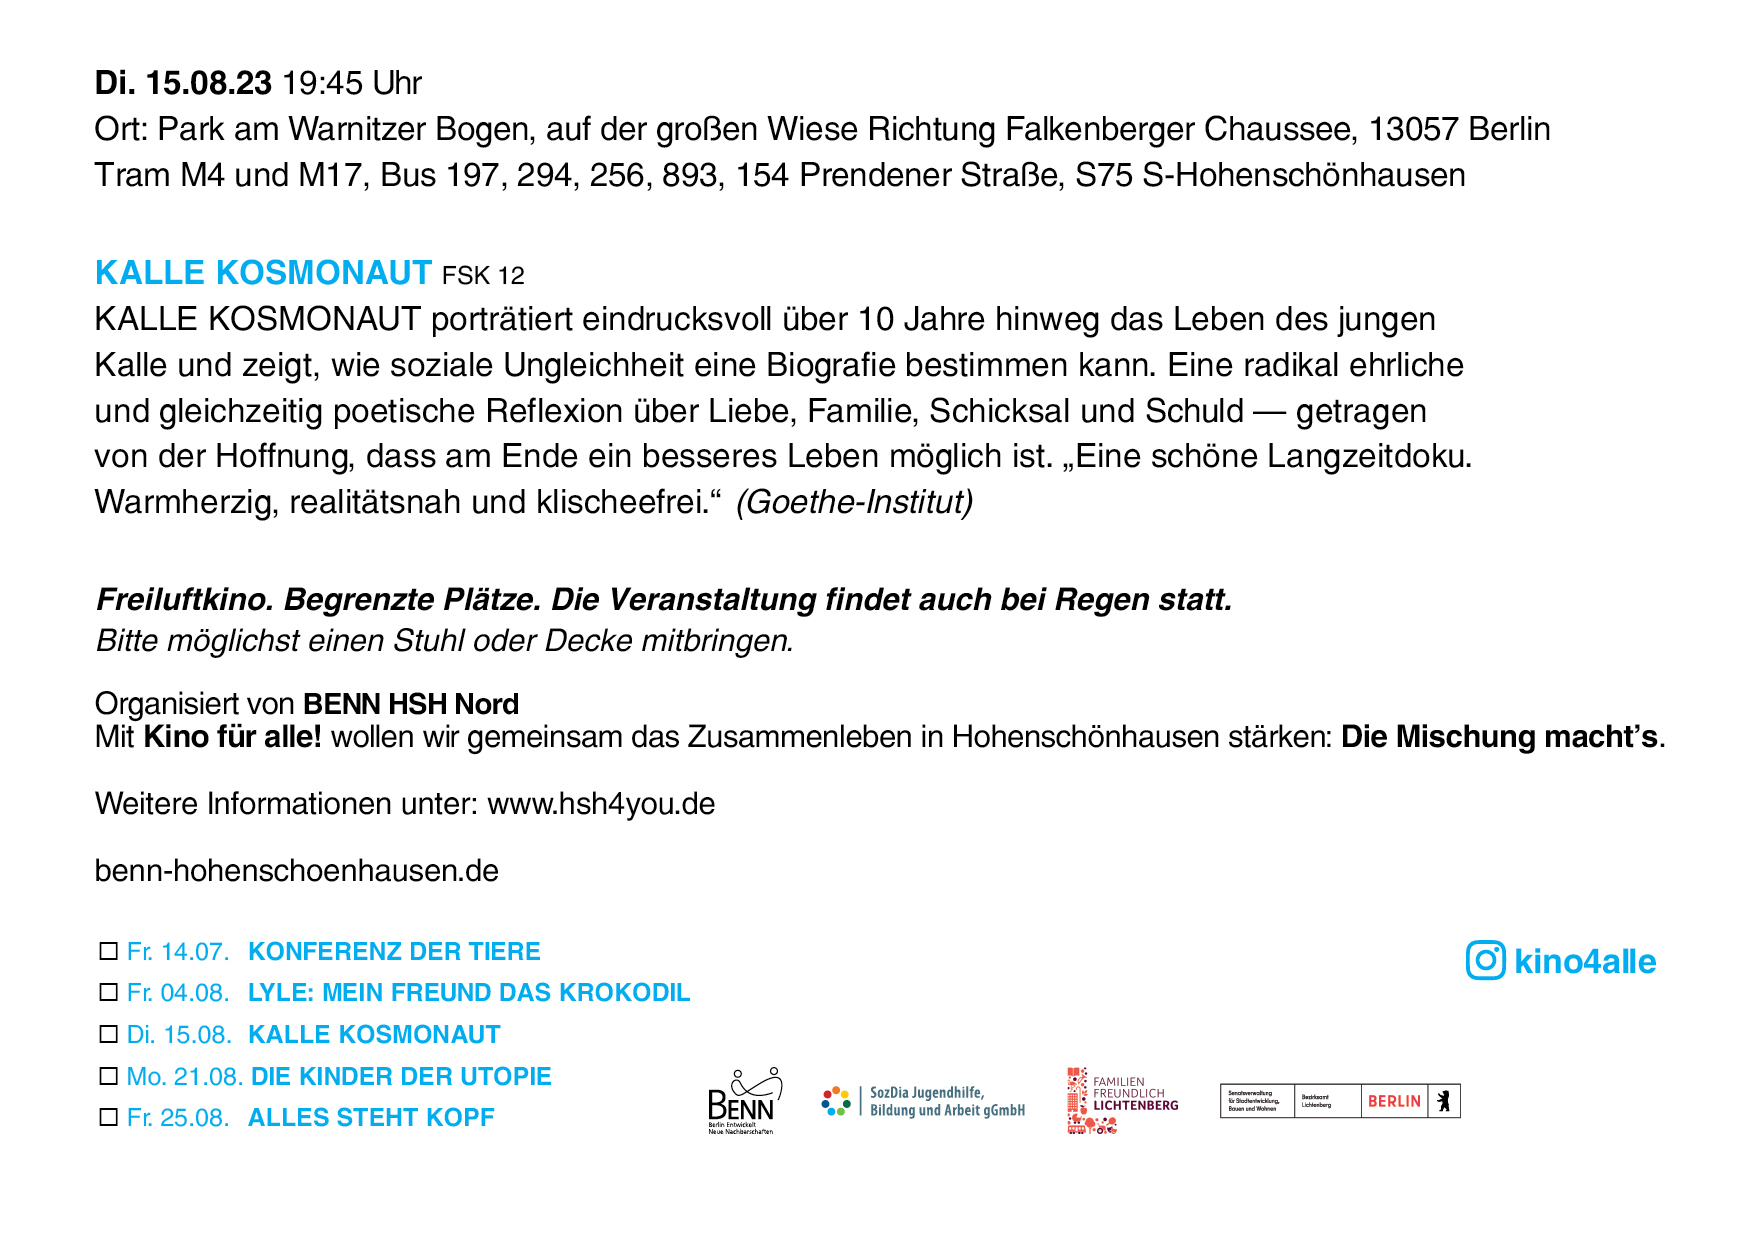 Di. 15.08.23 19:45 Uhr
Ort: Park am Warnitzer Bogen, auf der großen Wiese Richtung Falkenberger Chaussee, 13057 Berlin
Tram M4 und M17, Bus 197, 294, 256, 893, 154 Prendener Straße, S75 S-Hohenschönhausen
KALLE KOSMONAUT FSK 12
KALLE KOSMONAUT porträtiert eindrucksvoll über 10 Jahre hinweg das Leben des jungen
Kalle und zeigt, wie soziale Ungleichheit eine Biografie bestimmen kann. Eine radikal ehrliche
und gleichzeitig poetische Reflexion über Liebe, Familie, Schicksal und Schuld — getragen
von der Hoffnung, dass am Ende ein besseres Leben möglich ist. „Eine schöne Langzeitdoku.
Warmherzig, realitätsnah und klischeefrei.“ (Goethe-Institut)
Freiluftkino. Begrenzte Plätze. Die Veranstaltung findet auch bei Regen statt.
Bitte möglichst einen Stuhl oder Decke mitbringen.
Organisiert von BENN HSH Nord
Mit Kino für alle! wollen wir gemeinsam das Zusammenleben in Hohenschönhausen stärken: Die Mischung macht’s.
Weitere Informationen unter: www.hsh4you.de
benn-hohenschoenhausen.de
☐ Fr. 14.07. KONFERENZ DER TIERE
☐ Fr. 04.08. LYLE: MEIN FREUND DAS KROKODIL
☐ Di. 15.08. KALLE KOSMONAUT
☐ Mo. 21.08. DIE KINDER DER UTOPIE
☐ Fr. 25.08. ALLES STEHT KOPF
kino4alle
BENN
Berlin Entwickelt
Neue Nachbarschaften
SozDia Jugendhilfe,
Bildung und Arbeit gGmbH
FAMILIEN
FREUNDLICH
LICHTENBERG
Senatsverwaltung
für Stadtentwicklung,
Bauen und Wohnen
Bezirksamt
Lichtenberg
BERLIN